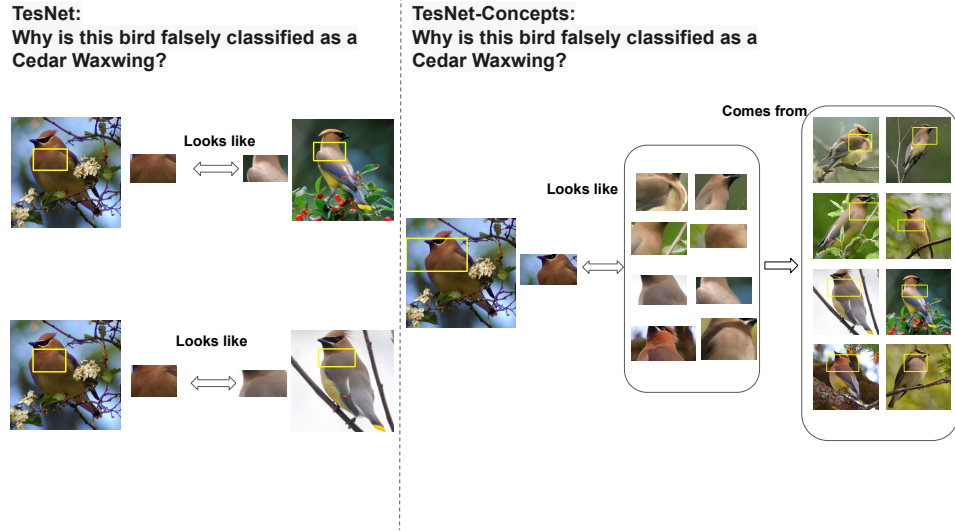 TesNet:
Why is this bird falsely classified as a
Cedar Waxwing?
Looks like
Looks like
TesNet-Concepts:
Why is this bird falsely classified as a
Cedar Waxwing?
Comes from
Looks like